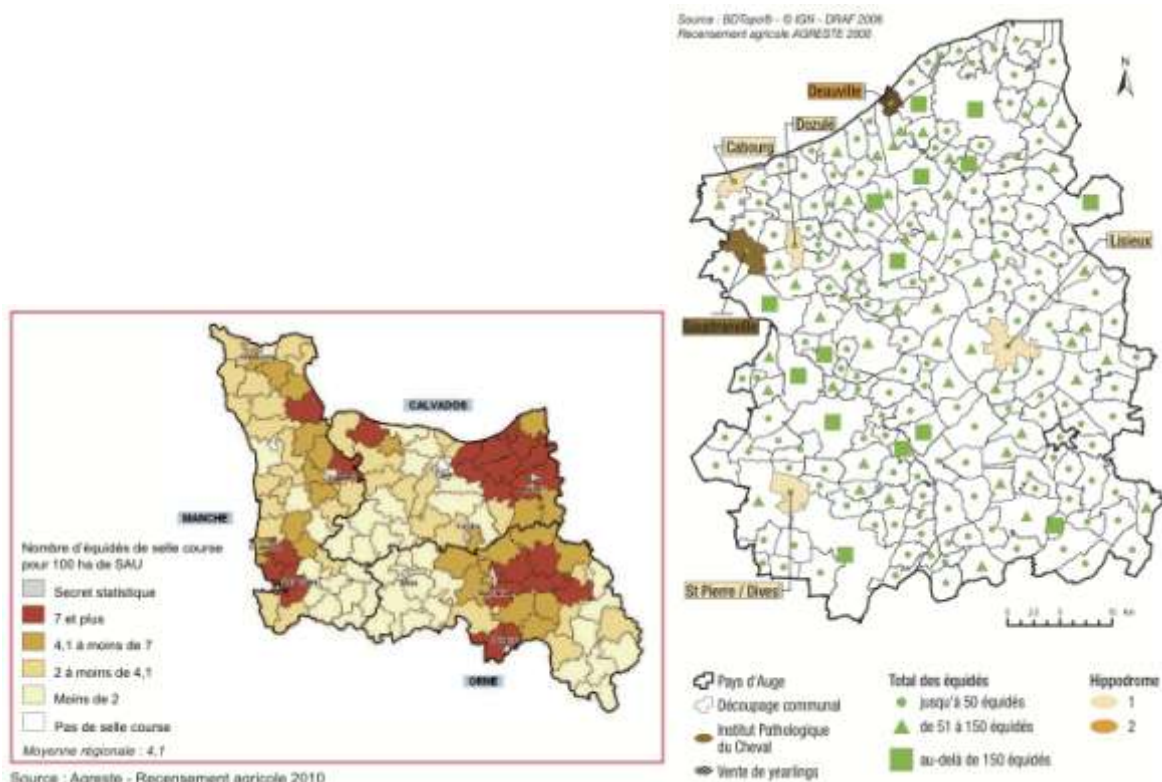 Source : BDTopo® - © IGN - DRAF 2006
Recensement agricole AGRESTE 2000
N
Deauville
Dozulé
Cabourg
Lisieux
St Pierre / Dives
10 Km
Pays d'Auge
Découpage communal
Institut Pathologique
du Cheval
Vente de yearlings
Total des équidés
jusqu'à 50 équidés
de 51 à 150 équidés
au-delà de 150 équidés
Hippodrome
1
2
CALVADOS
MANCHE
ORNE
Nombre d'équidés de selle course
pour 100 ha de SAU
Secret statistique
7 et plus
4,1 à moins de 7
2 à moins de 4,1
Moins de 2
Pas de selle course
Moyenne régionale : 4,1
Source : Agreste - Recensement agricole 2010